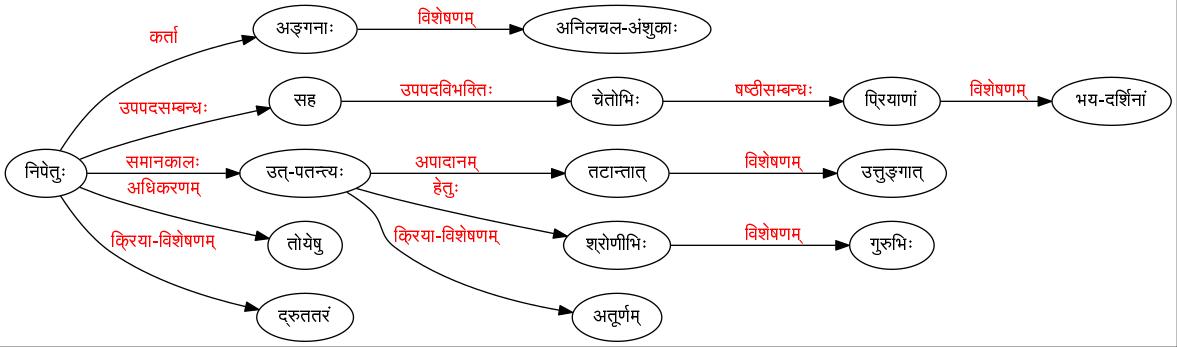 अङ्गनाः
विशेषणम्
अनिलचल-अंशुकाः
कर्ता
उपपदसम्बन्धः
सह
उपपदविभक्तिः
चेतोभिः
षष्ठीसम्बन्धः
प्रियाणां
विशेषणम्
भय-दर्शिनां
निपेतुः
समानकालः
उत्-पतन्त्यः
अपादानम्
तटान्तात्
विशेषणम्
उत्तुङ्गात्
अधिकरणम्
तोयेषु
हेतुः
श्रोणीभिः
विशेषणम्
गुरुभिः
क्रिया-विशेषणम्
द्रुततरं
क्रिया-विशेषणम्
अतूर्णम्